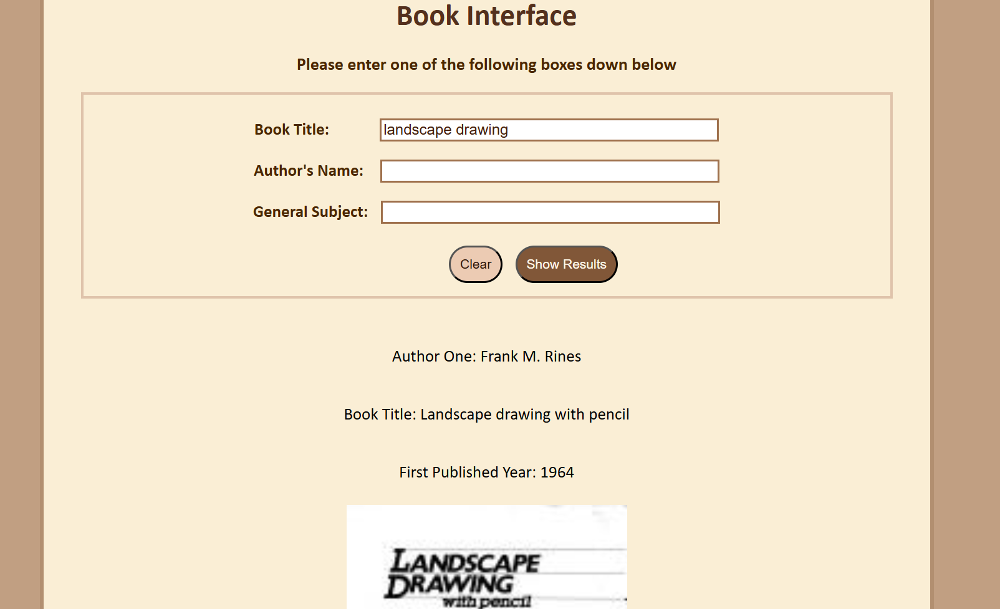 Book Interface
Please enter one of the following boxes down below
Book Title: landscape drawing
Author's Name:
General Subject:
Clear Show Results
Author One: Frank M. Rines
Book Title: Landscape drawing with pencil
First Published Year: 1964
LANDSCAPE
DRAWING
with pencil